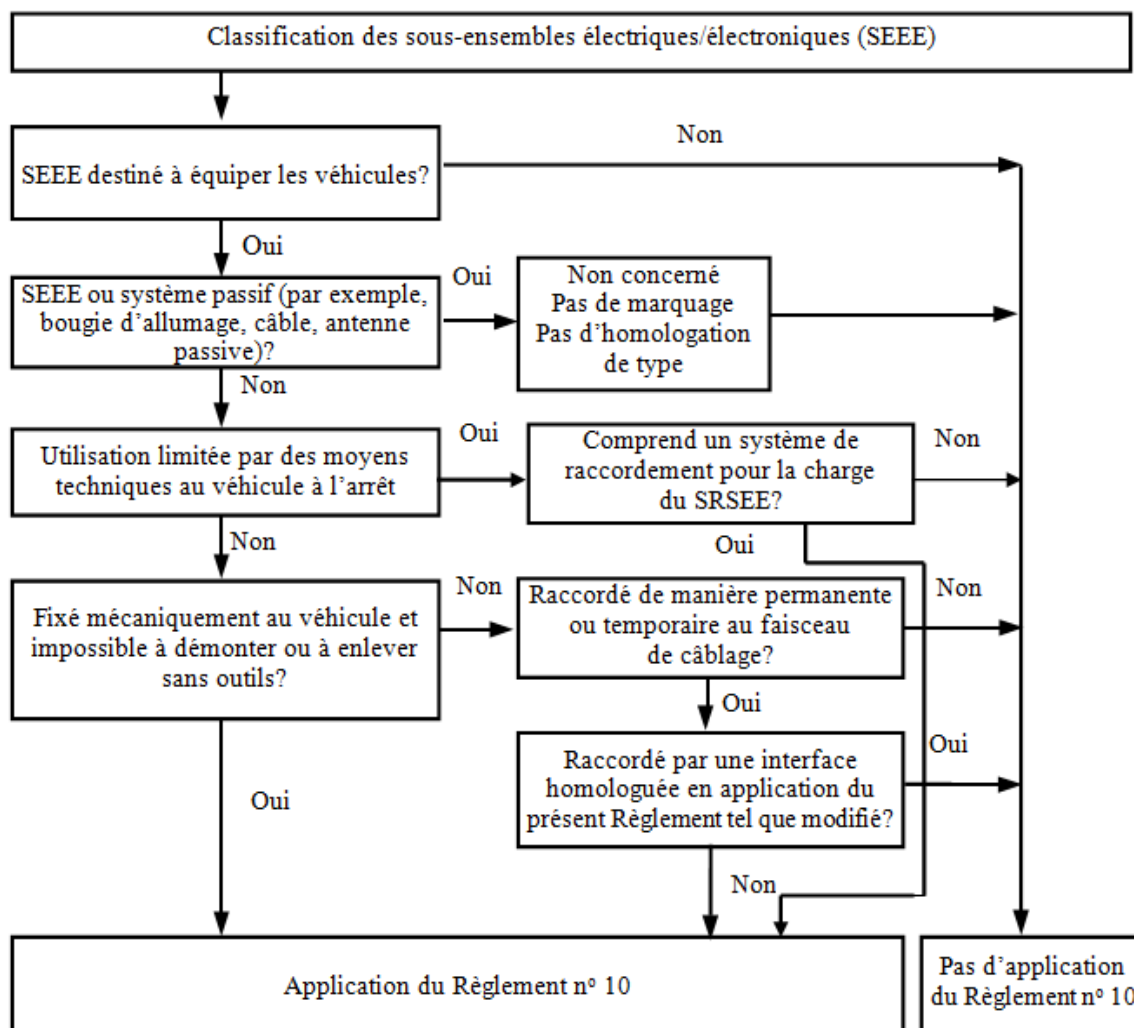 Classification des sous-ensembles électriques/électroniques (SEEE)
Non
SEEE destiné à équiper les véhicules?
Oui
SEEE ou système passif (par exemple,
bougie d'allumage, câble, antenne
passive)?
Oui
Non concerné
Pas de marquage
Pas d'homologation
de type
Non
Utilisation limitée par des moyens
techniques au véhicule à l'arrêt
Oui
Comprend un système de
raccordement pour la charge
du SRSEE?
Non
Non
Oui
Fixé mécaniquement au véhicule et
impossible à démonter ou à enlever
sans outils?
Non
Raccordé de manière permanente
ou temporaire au faisceau
de câblage?
Non
Oui
Raccordé par une interface
homologuée en application du
présent Règlement tel que modifié?
Oui
Oui
Non
Application du Règlement nº 10
Pas d'application
du Règlement nº 10